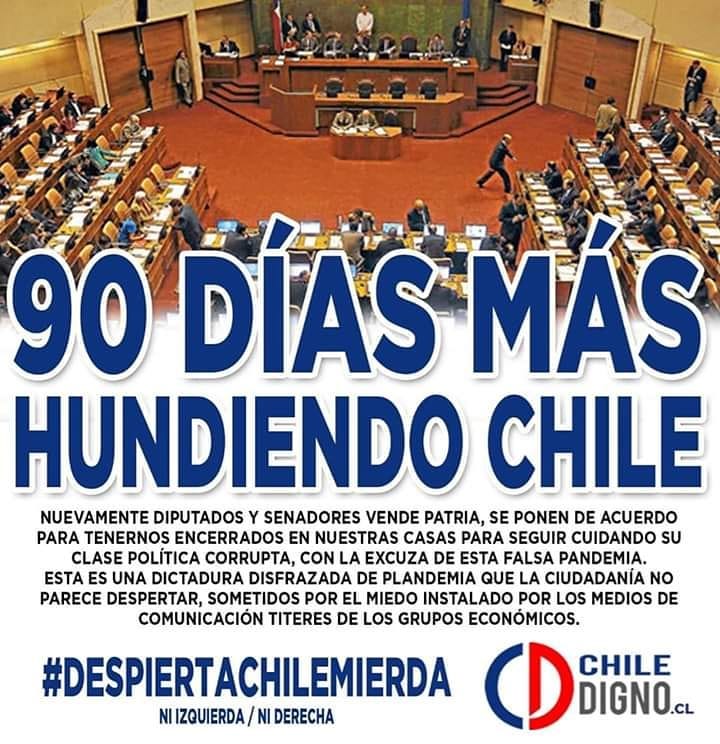 90 DÍAS MÁS
HUNDIENDO CHILE
NUEVAMENTE DIPUTADOS Y SENADORES VENDE PATRIA, SE PONEN DE ACUERDO
PARA TENERNOS ENCERRADOS EN NUESTRAS CASAS PARA SEGUIR CUIDANDO SU
CLASE POLÍTICA CORRUPTA, CON LA EXCUZA DE ESTA FALSA PANDEMIA.
ESTA ES UNA DICTADURA DISFRAZADA DE PLANDEMIA QUE LA CIUDADANÍA NO
PARECE DESPERTAR, SOMETIDOS POR EL MIEDO INSTALADO POR LOS MEDIOS DE
COMUNICACIÓN TITERES DE LOS GRUPOS ECONÓMICOS.
#DESPIERTACHILEMIERDA
NI IZQUIERDA / NI DERECHA
CD CHILE
DIGNO.CL